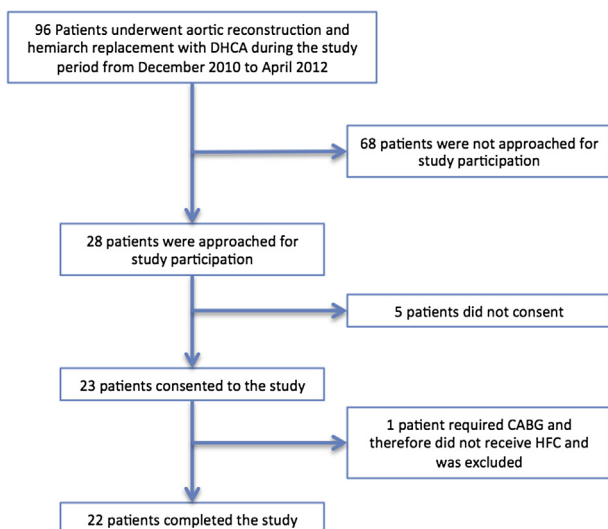 96 Patients underwent aortic reconstruction and
hemiarch replacement with DHCA during the study
period from December 2010 to April 2012
68 patients were not approached for
study participation
28 patients were approached for
study participation
5 patients did not consent
23 patients consented to the study
1 patient required CABG and
therefore did not receive HFC and
was excluded
22 patients completed the study